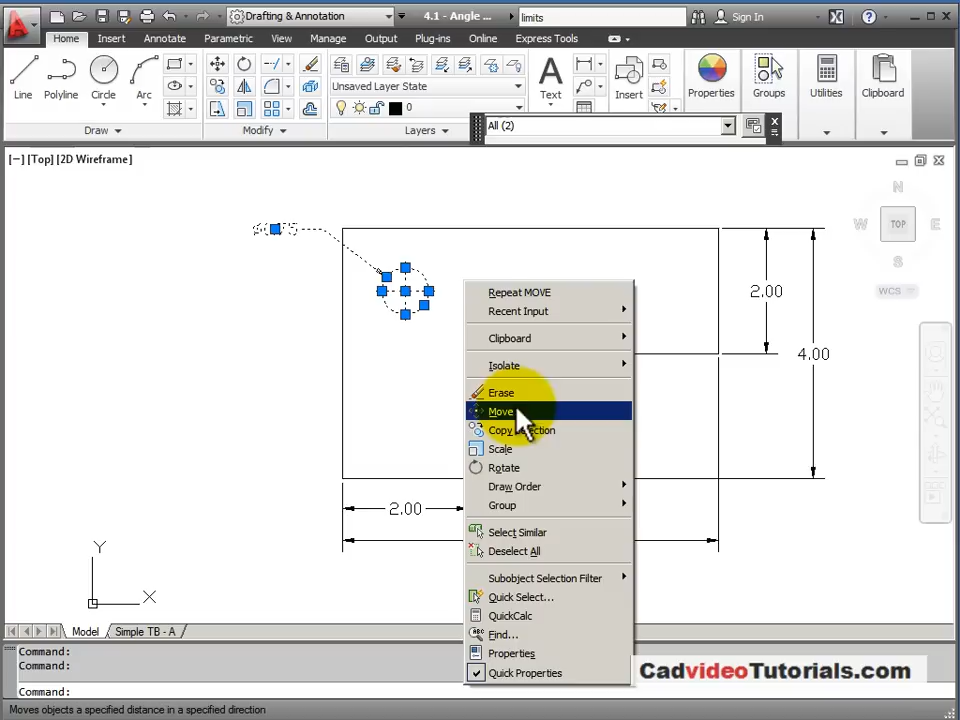 Drafting & Annotation
4.1 - Angle ...
limits
Sign In
Home
Insert
Annotate
Parametric
View
Manage
Output
Plug-ins
Online
Express Tools
Line
Polyline
Circle
Arc
Unsaved Layer State
0
Text
Insert
Properties
Groups
Utilities
Clipboard
Draw
Modify
Layers
All (2)
[−] [Top] [2D Wireframe]
N
W
TOP
E
S
WCS
2.00
4.00
2.00
Repeat MOVE
Recent Input
Clipboard
Isolate
Erase
Move
Scale
Rotate
Draw Order
Group
Select Similar
Deselect All
Subobject Selection Filter
Quick Select...
QuickCalc
Find...
Properties
Quick Properties
Y
X
Model
Simple TB - A
Command:
Command:
Command:
CadvideoTutorials.com
Moves objects a specified distance in a specified direction